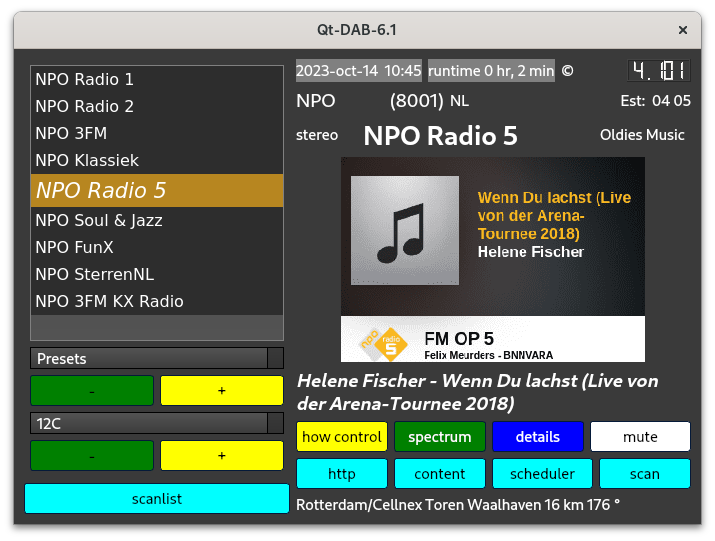 Qt-DAB-6.1
×
NPO Radio 1
NPO Radio 2
NPO 3FM
NPO Klassiek
NPO Radio 5
NPO Soul & Jazz
NPO FunX
NPO SterrenNL
NPO 3FM KX Radio
Presets
- +
12C
- +
scanlist
2023-oct-14 10:45 runtime 0 hr, 2 min © 4.101
NPO (8001) NL Est: 04 05
stereo NPO Radio 5 Oldies Music
Wenn Du lachst (Live
von der Arena-
Tournee 2018)
Helene Fischer
npo radio 5
FM OP 5
Felix Meurders - BNNVARA
Helene Fischer - Wenn Du lachst (Live von
der Arena-Tournee 2018)
how control spectrum details mute
http content scheduler scan
Rotterdam/Cellnex Toren Waalhaven 16 km 176 °